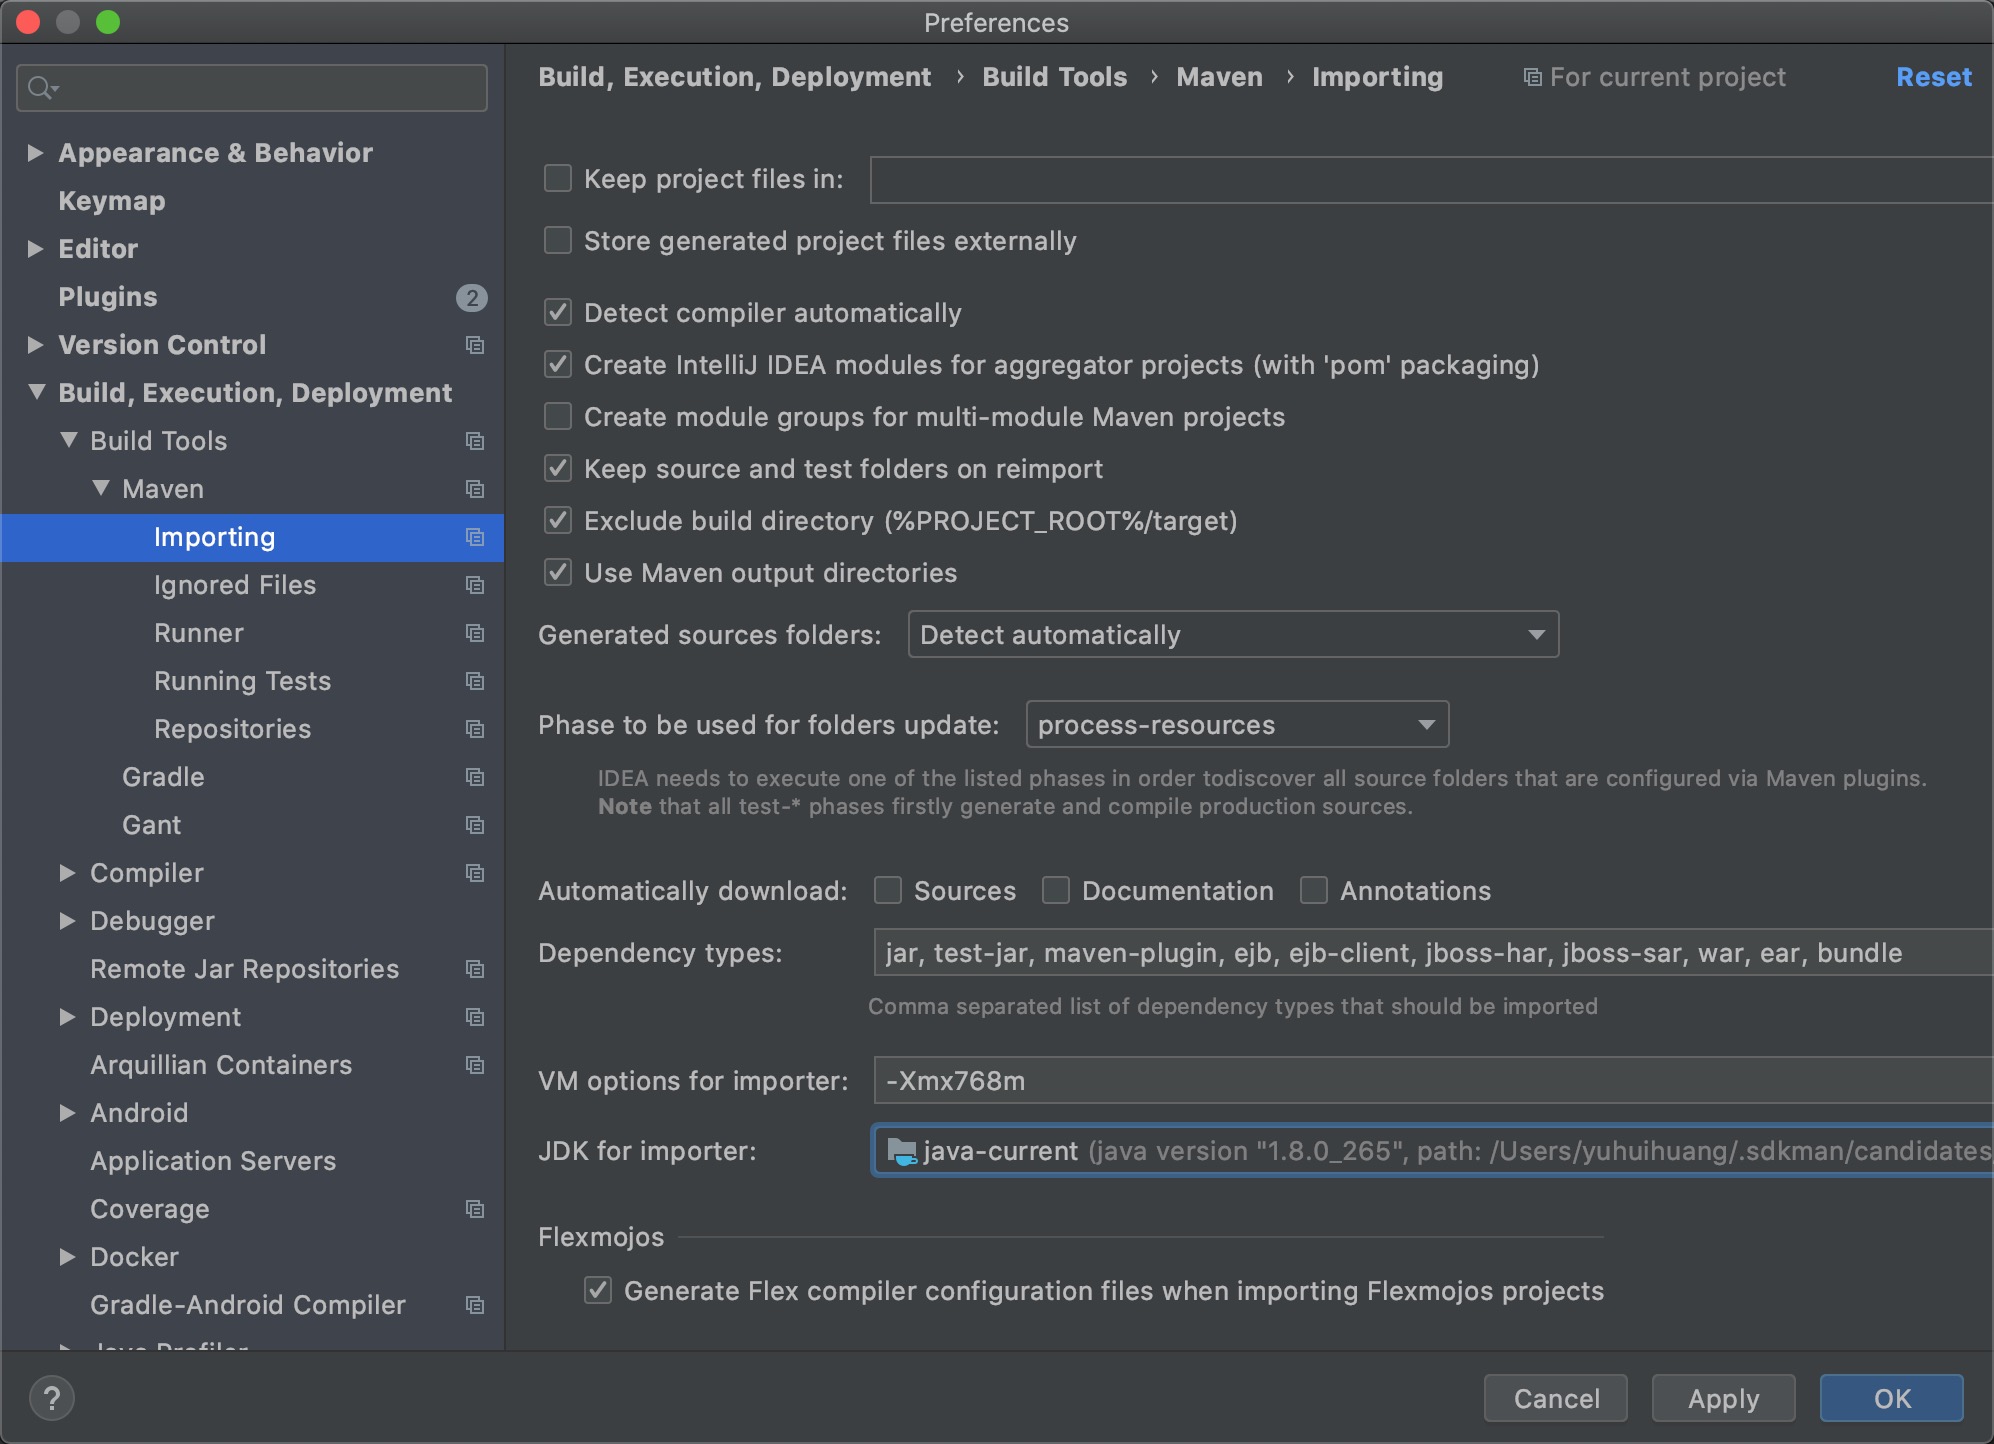 Preferences
Build, Execution, Deployment › Build Tools › Maven › Importing
For current project
Reset
Appearance & Behavior
Keymap
Editor
Plugins
2
Version Control
Build, Execution, Deployment
Build Tools
Maven
Importing
Ignored Files
Runner
Running Tests
Repositories
Gradle
Gant
Compiler
Debugger
Remote Jar Repositories
Deployment
Arquillian Containers
Android
Application Servers
Coverage
Docker
Gradle-Android Compiler
Java Profiler
Keep project files in:
Store generated project files externally
Detect compiler automatically
Create IntelliJ IDEA modules for aggregator projects (with 'pom' packaging)
Create module groups for multi-module Maven projects
Keep source and test folders on reimport
Exclude build directory (%PROJECT_ROOT%/target)
Use Maven output directories
Generated sources folders: Detect automatically
Phase to be used for folders update: process-resources
IDEA needs to execute one of the listed phases in order todiscover all source folders that are configured via Maven plugins.
Note that all test-* phases firstly generate and compile production sources.
Automatically download: Sources Documentation Annotations
Dependency types: jar, test-jar, maven-plugin, ejb, ejb-client, jboss-har, jboss-sar, war, ear, bundle
Comma separated list of dependency types that should be imported
VM options for importer: -Xmx768m
JDK for importer: java-current (java version "1.8.0_265", path: /Users/yuhuihuang/.sdkman/candidates
Flexmojos
Generate Flex compiler configuration files when importing Flexmojos projects
?
Cancel
Apply
OK